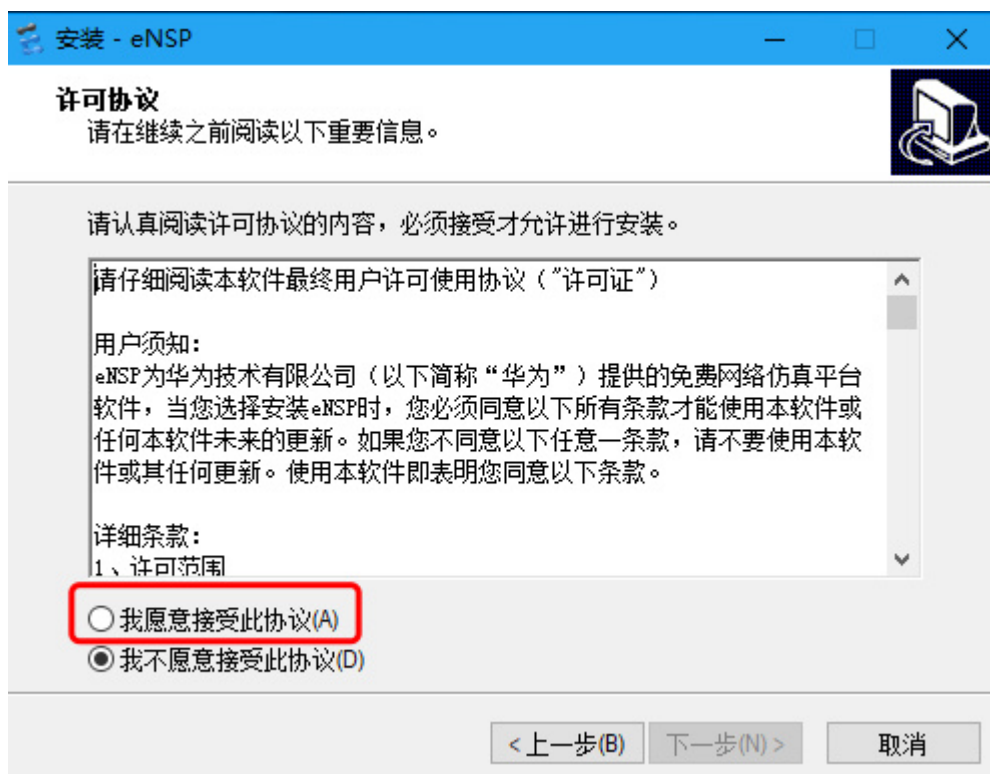 安装 - eNSP
许可协议
请在继续之前阅读以下重要信息。
请认真阅读许可协议的内容，必须接受才允许进行安装。
请仔细阅读本软件最终用户许可使用协议（"许可证"）
用户须知：
eNSP为华为技术有限公司（以下简称“华为”）提供的免费网络仿真平台
软件，当您选择安装eNSP时，您必须同意以下所有条款才能使用本软件或
任何本软件未来的更新。如果您不同意以下任意一条款，请不要使用本软
件或其任何更新。使用本软件即表明您同意以下条款。
详细条款：
1、许可范围
我愿意接受此协议(A)
我不愿意接受此协议(D)
<上一步(B) 下一步(N)> 取消